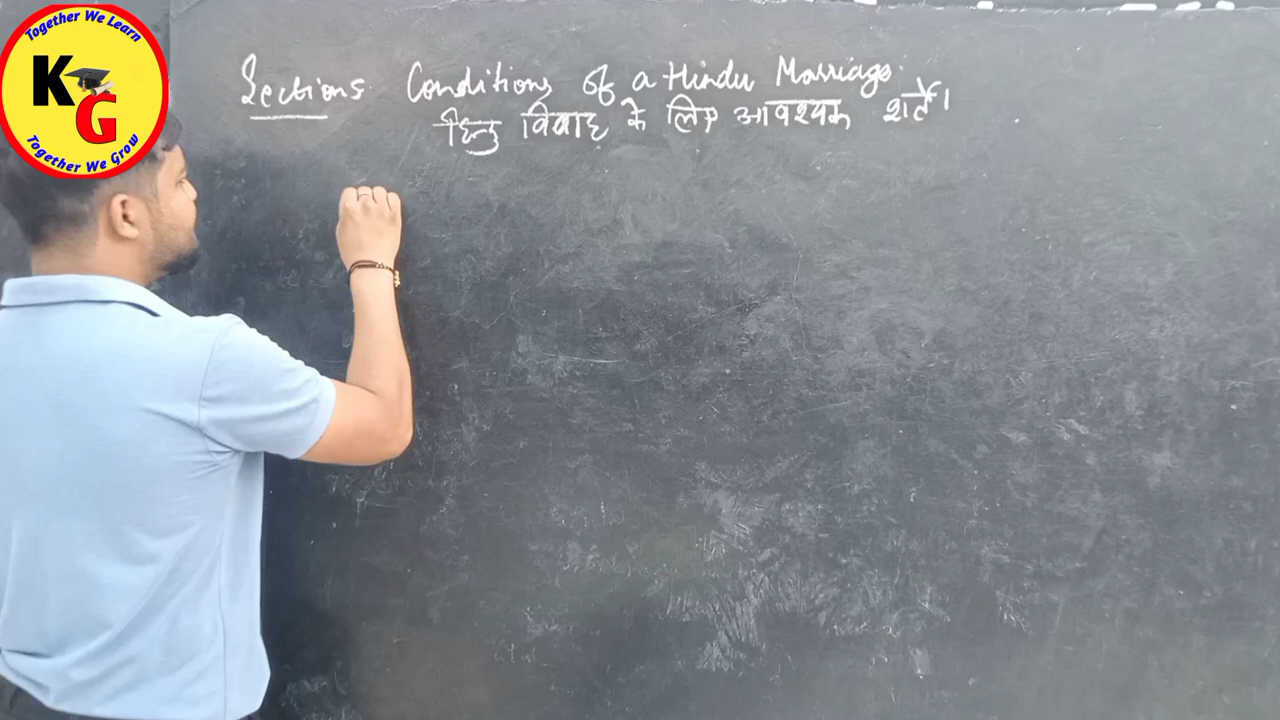 Together We Learn
KG
Together We Grow
Sections Conditions of a Hindu Marriage.
हिन्दु विवाह के लिए आवश्यक शर्तें।